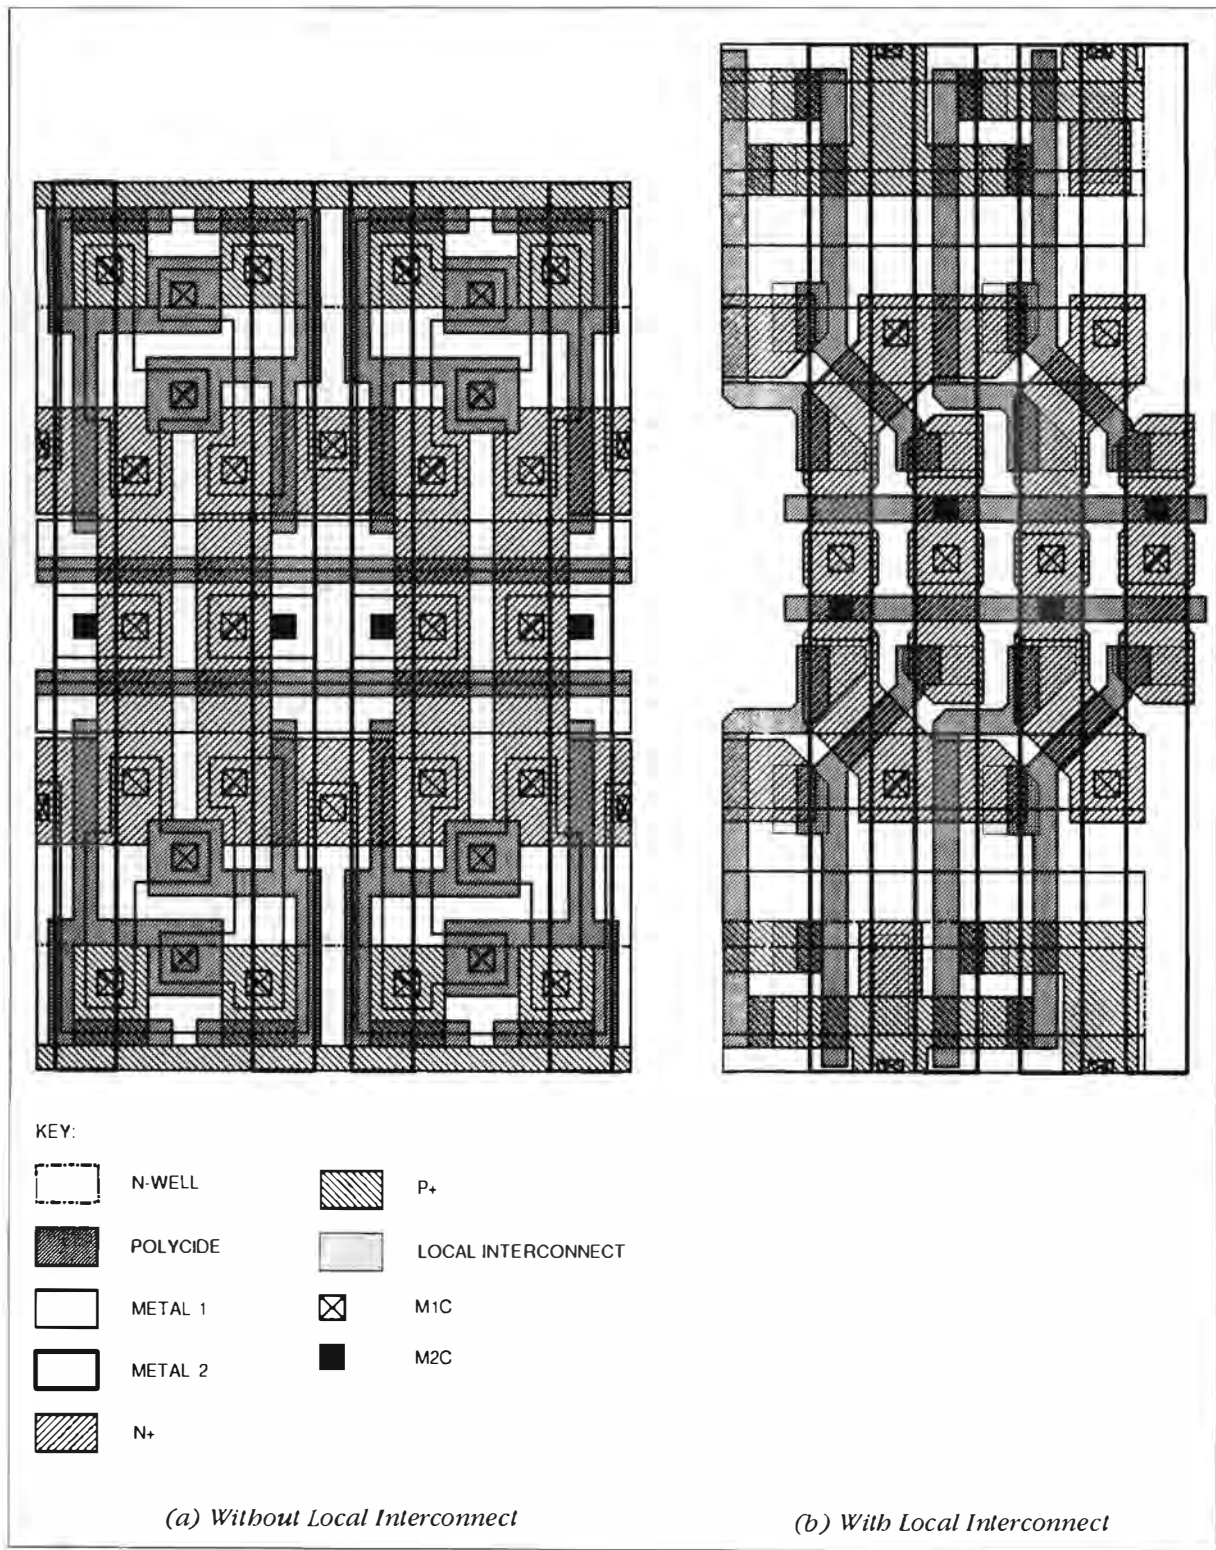 KEY:
N-WELL
POLYCIDE
METAL 1
METAL 2
N+
P+
LOCAL INTERCONNECT
M1C
M2C
(a) Without Local Interconnect
(b) With Local Interconnect